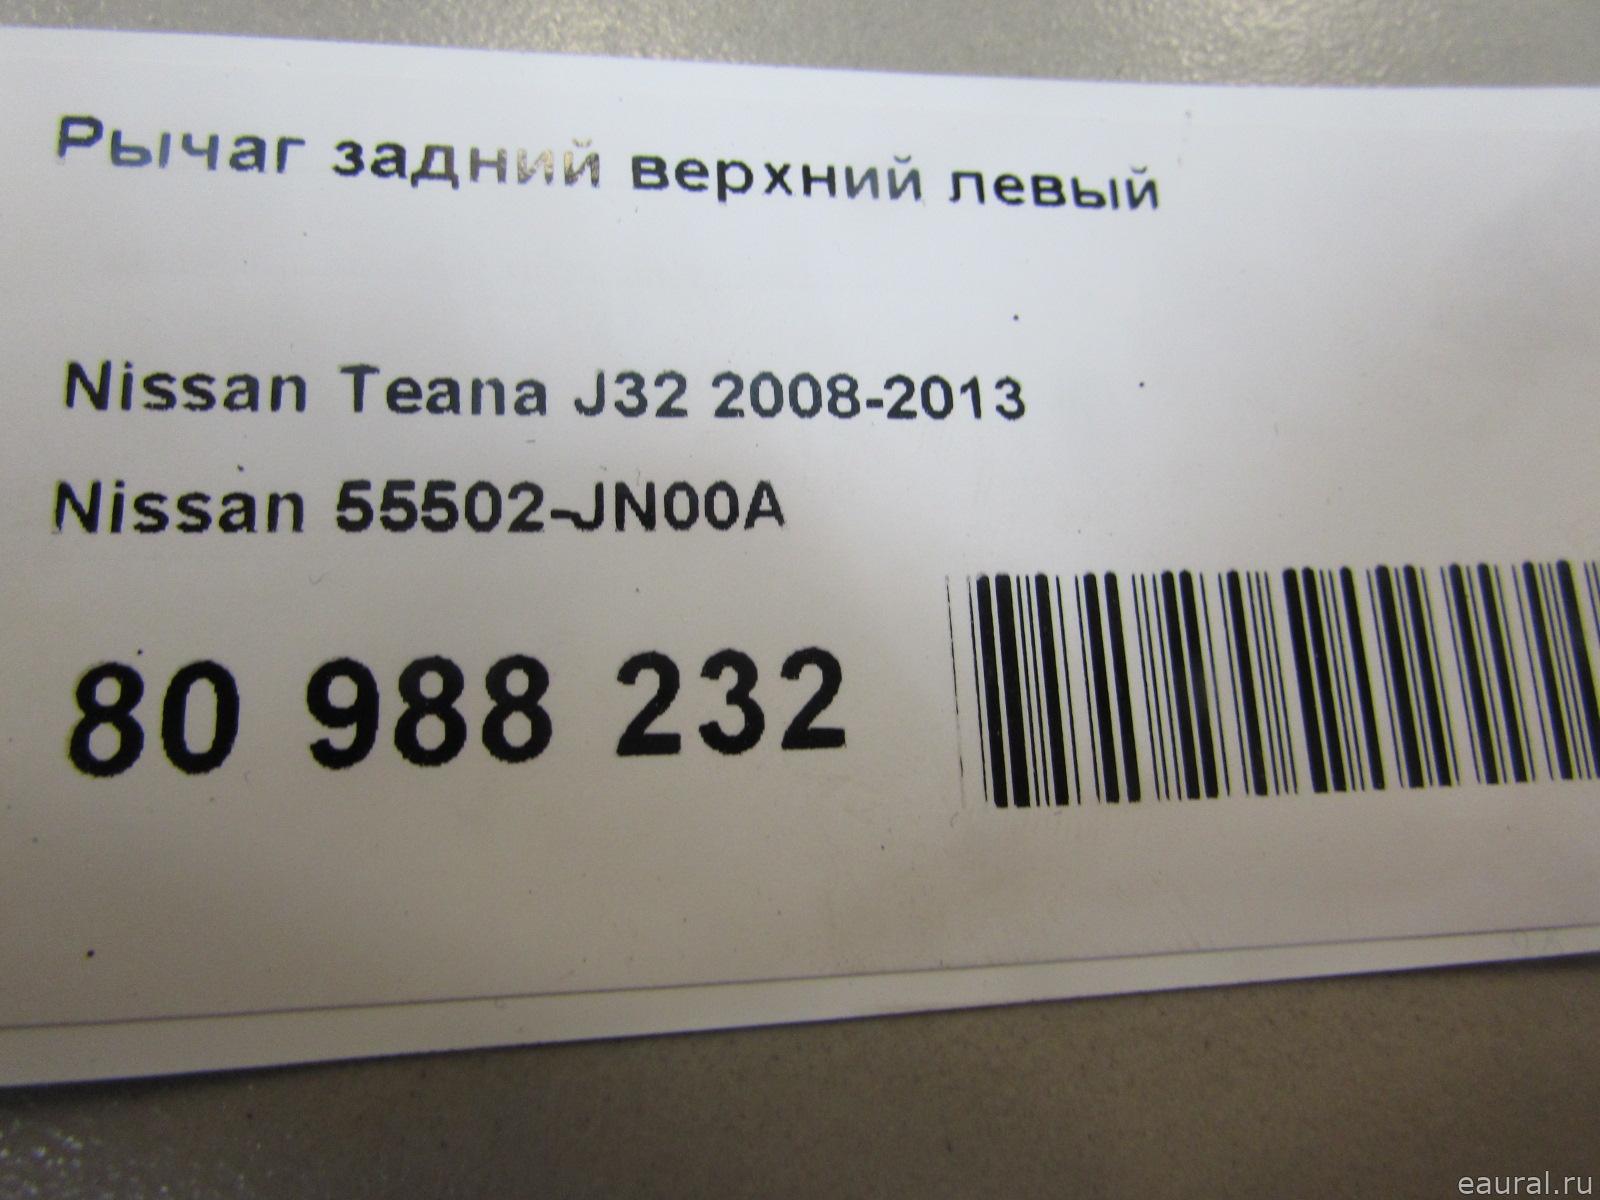 Рычаг задний верхний левый
Nissan Teana J32 2008-2013
Nissan 55502-JN00A
80 988 232
eaural.ru